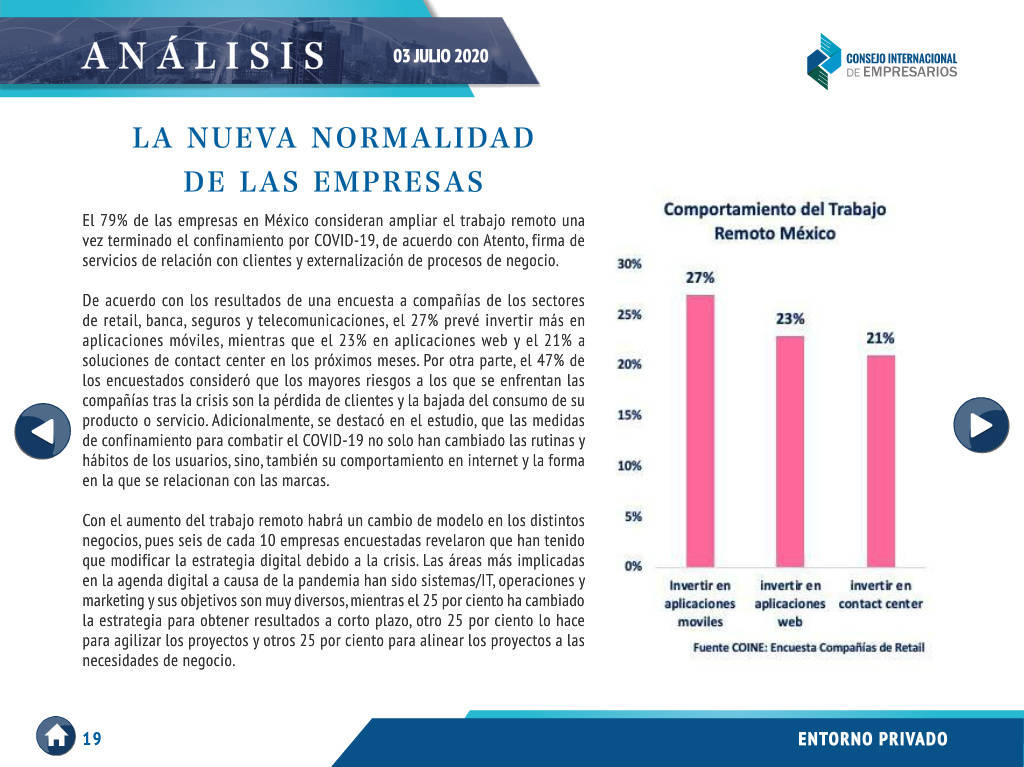 ANÁLISIS
03 JULIO 2020
CONSEJO INTERNACIONAL
DE EMPRESARIOS
LA NUEVA NORMALIDAD
DE LAS EMPRESAS
El 79% de las empresas en México consideran ampliar el trabajo remoto una
vez terminado el confinamiento por COVID-19, de acuerdo con Atento, firma de
servicios de relación con clientes y externalización de procesos de negocio.
De acuerdo con los resultados de una encuesta a compañías de los sectores
de retail, banca, seguros y telecomunicaciones, el 27% prevé invertir más en
aplicaciones móviles, mientras que el 23% en aplicaciones web y el 21% a
soluciones de contact center en los próximos meses. Por otra parte, el 47% de
los encuestados consideró que los mayores riesgos a los que se enfrentan las
compañías tras la crisis son la pérdida de clientes y la bajada del consumo de su
producto o servicio. Adicionalmente, se destacó en el estudio, que las medidas
de confinamiento para combatir el COVID-19 no solo han cambiado las rutinas y
hábitos de los usuarios, sino, también su comportamiento en internet y la forma
en la que se relacionan con las marcas.
Con el aumento del trabajo remoto habrá un cambio de modelo en los distintos
negocios, pues seis de cada 10 empresas encuestadas revelaron que han tenido
que modificar la estrategia digital debido a la crisis. Las áreas más implicadas
en la agenda digital a causa de la pandemia han sido sistemas/IT, operaciones y
marketing y sus objetivos son muy diversos, mientras el 25 por ciento ha cambiado
la estrategia para obtener resultados a corto plazo, otro 25 por ciento lo hace
para agilizar los proyectos y otros 25 por ciento para alinear los proyectos a las
necesidades de negocio.
Comportamiento del Trabajo
Remoto México
30%
25%
20%
15%
10%
5%
0%
27%
23%
21%
Invertir en
aplicaciones
moviles
invertir en
aplicaciones
web
invertir en
contact center
Fuente COINE: Encuesta Compañías de Retail
19
ENTORNO PRIVADO